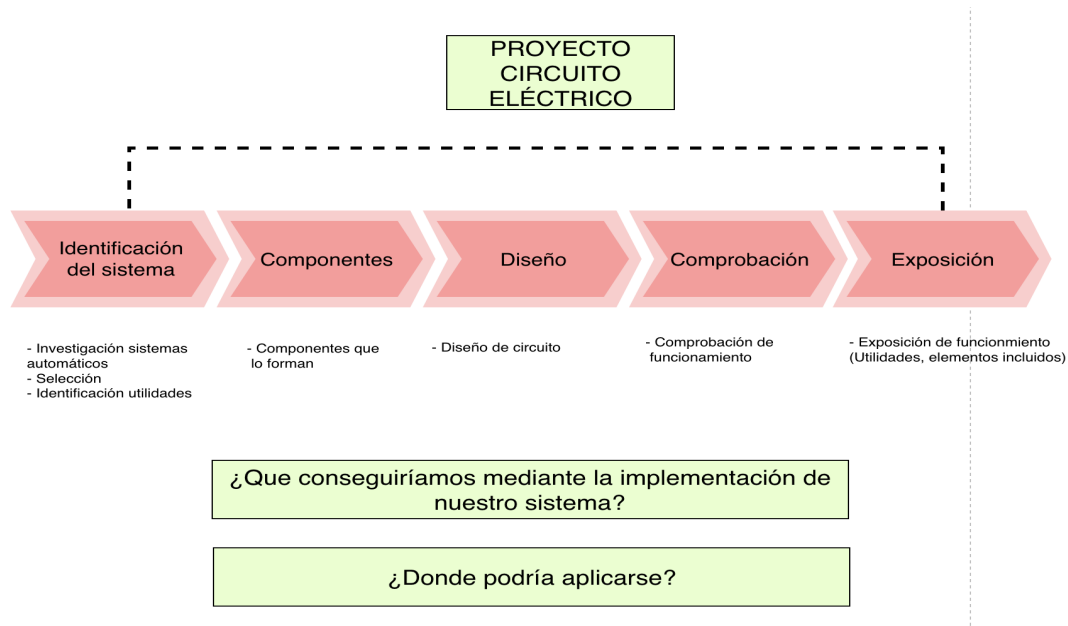 PROYECTO
CIRCUITO
ELÉCTRICO
Identificación
del sistema
Componentes
Diseño
Comprobación
Exposición
- Investigación sistemas
automáticos
- Selección
- Identificación utilidades
- Componentes que
lo forman
- Diseño de circuito
- Comprobación de
funcionamiento
- Exposición de funcionmiento
(Utilidades, elementos incluidos)
¿Que conseguiríamos mediante la implementación de
nuestro sistema?
¿Donde podría aplicarse?